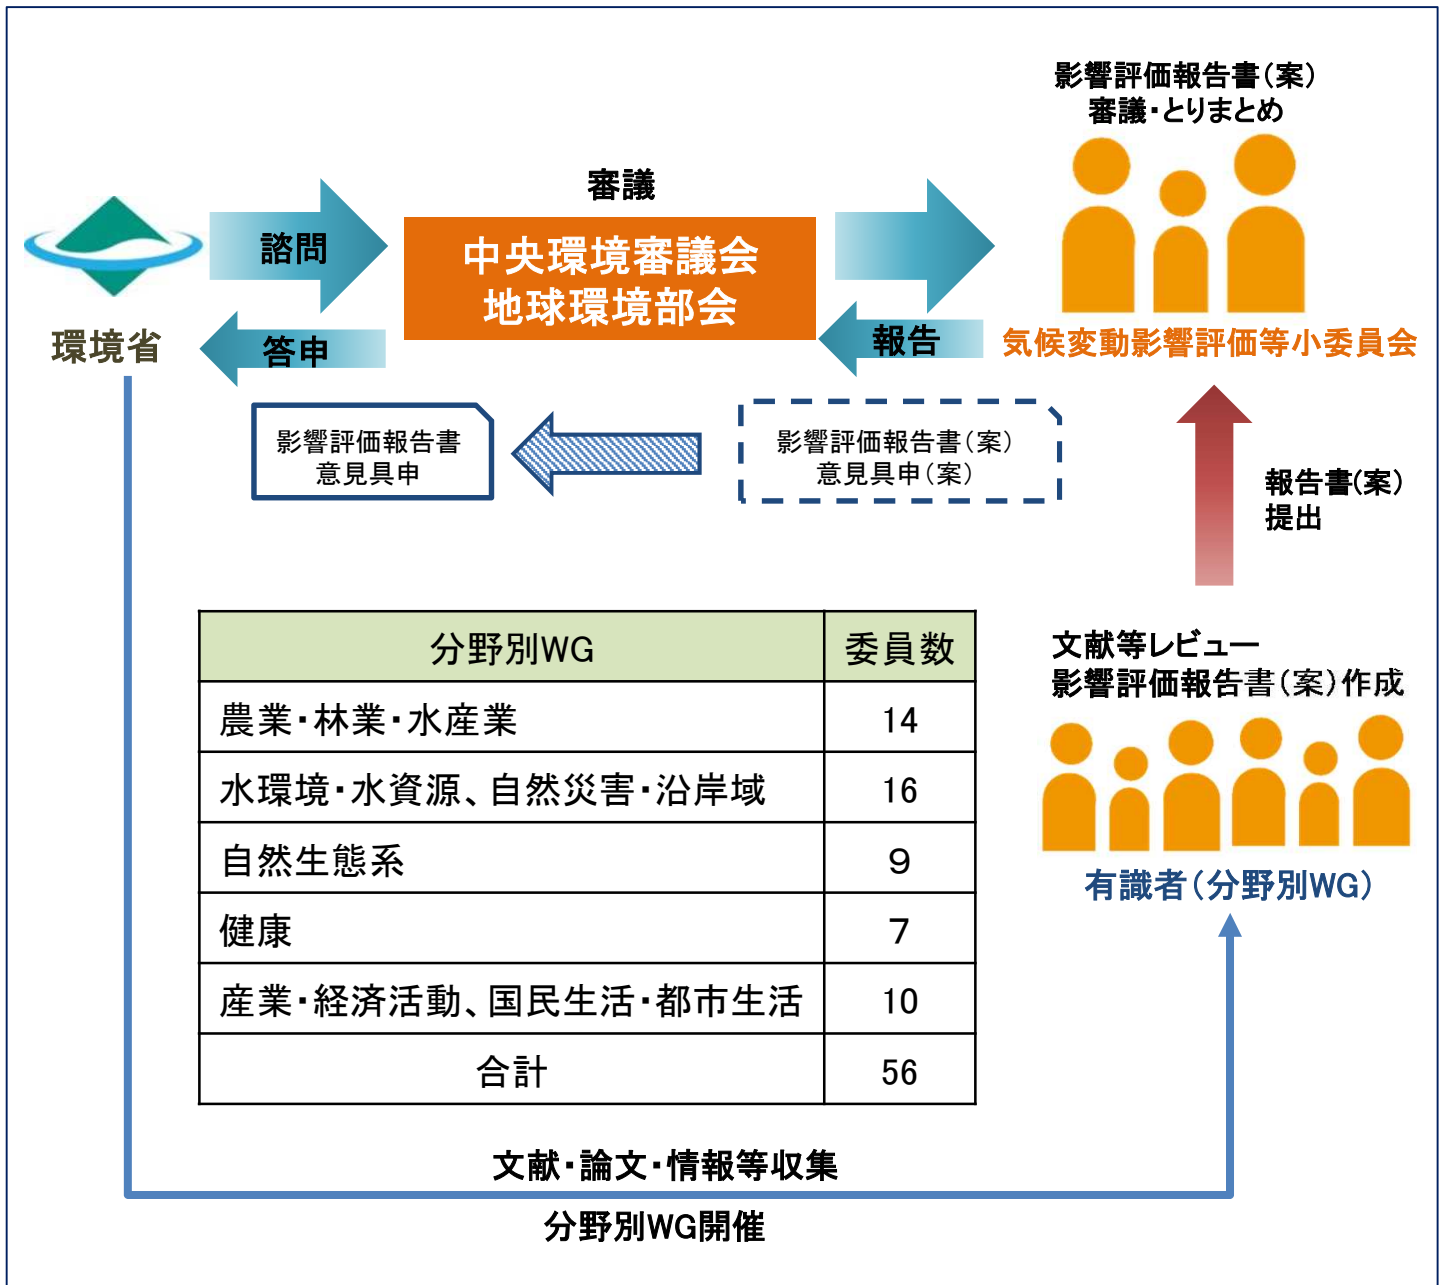 影響評価報告書(案)
審議・とりまとめ
審議
諮問
中央環境審議会
地球環境部会
環境省
答申
報告
気候変動影響評価等小委員会
影響評価報告書
意見具申
影響評価報告書(案)
意見具申(案)
報告書(案)
提出
分野別WG 委員数
農業・林業・水産業 14
水環境・水資源、自然災害・沿岸域 16
自然生態系 9
健康 7
産業・経済活動、国民生活・都市生活 10
合計 56
文献等レビュー
影響評価報告書(案)作成
有識者(分野別WG)
文献・論文・情報等収集
分野別WG開催